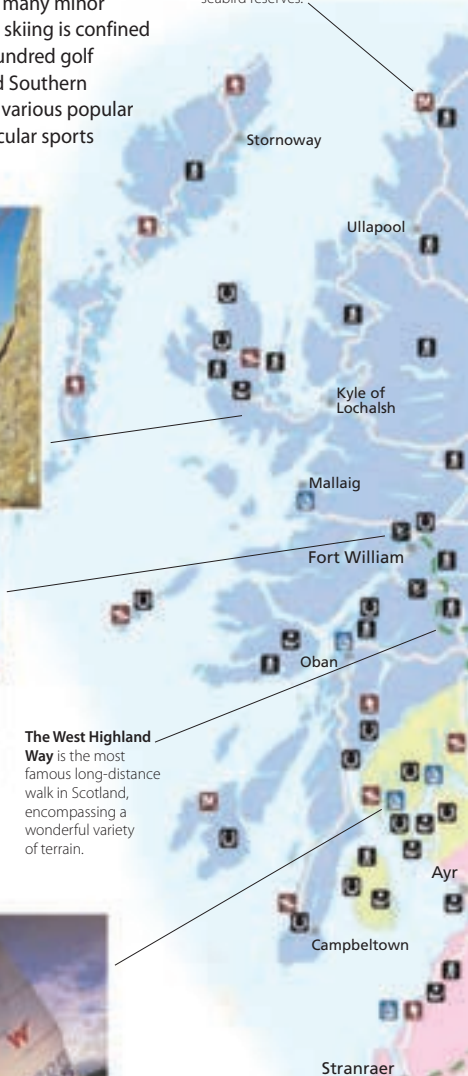 many minor
skiing is confined
golf
Southern
various popular
sports
seabird reserves.
Stornoway
Ullapool
Kyle of
Lochalsh
Mallaig
Fort William
Oban
The West Highland
Way is the most
famous long-distance
walk in Scotland,
encompassing a
wonderful variety
of terrain.
Ayr
Campbeltown
W
Stranraer